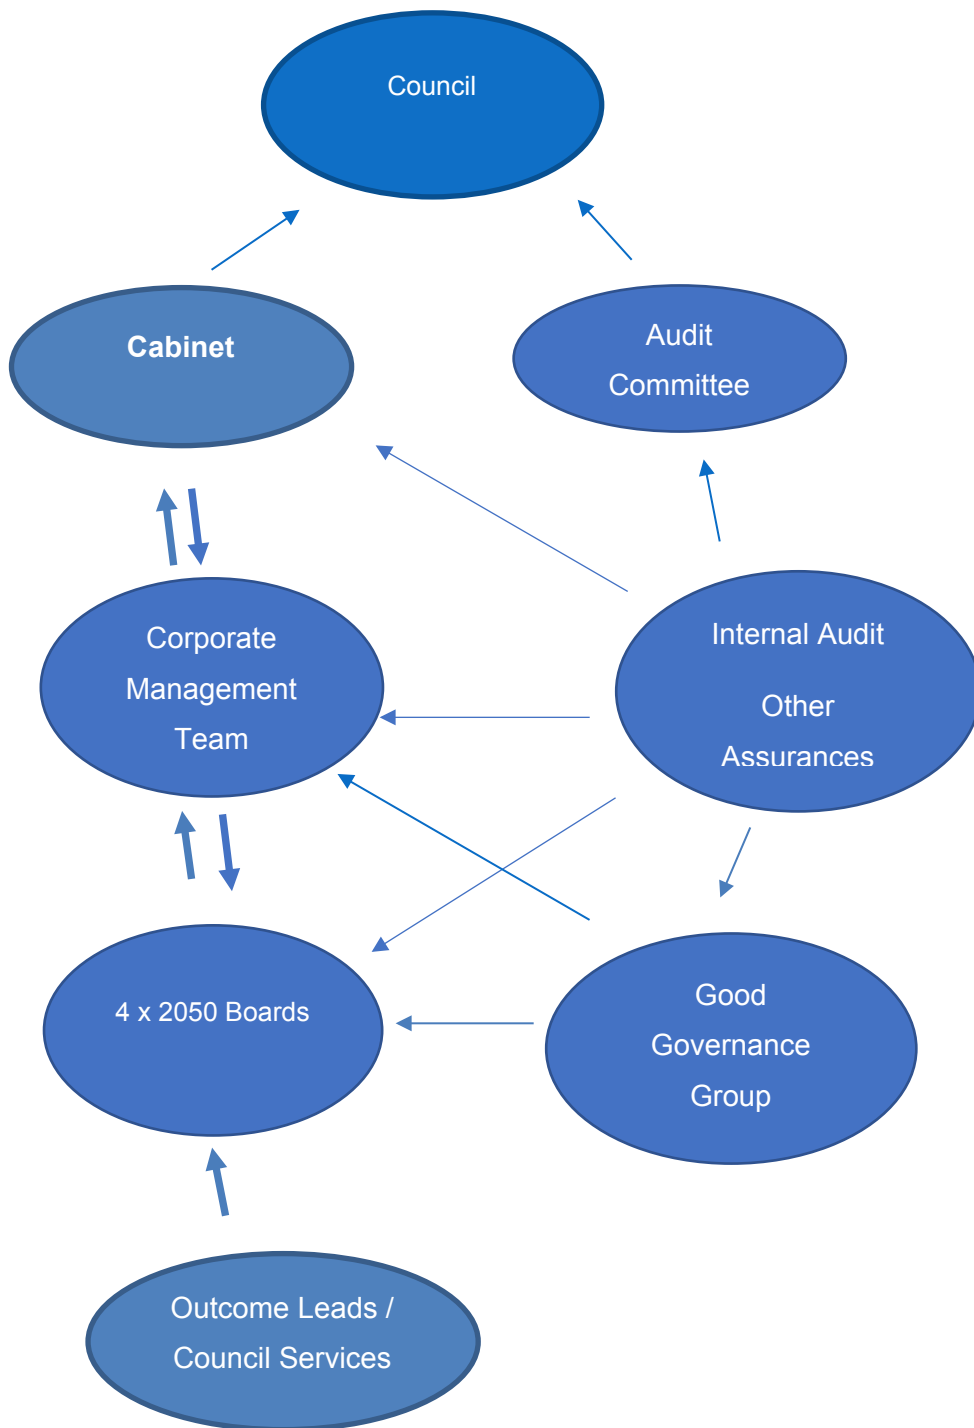 Council
Cabinet
Audit
Committee
Corporate
Management
Team
Internal Audit
Other
Assurances
4 x 2050 Boards
Good
Governance
Group
Outcome Leads /
Council Services